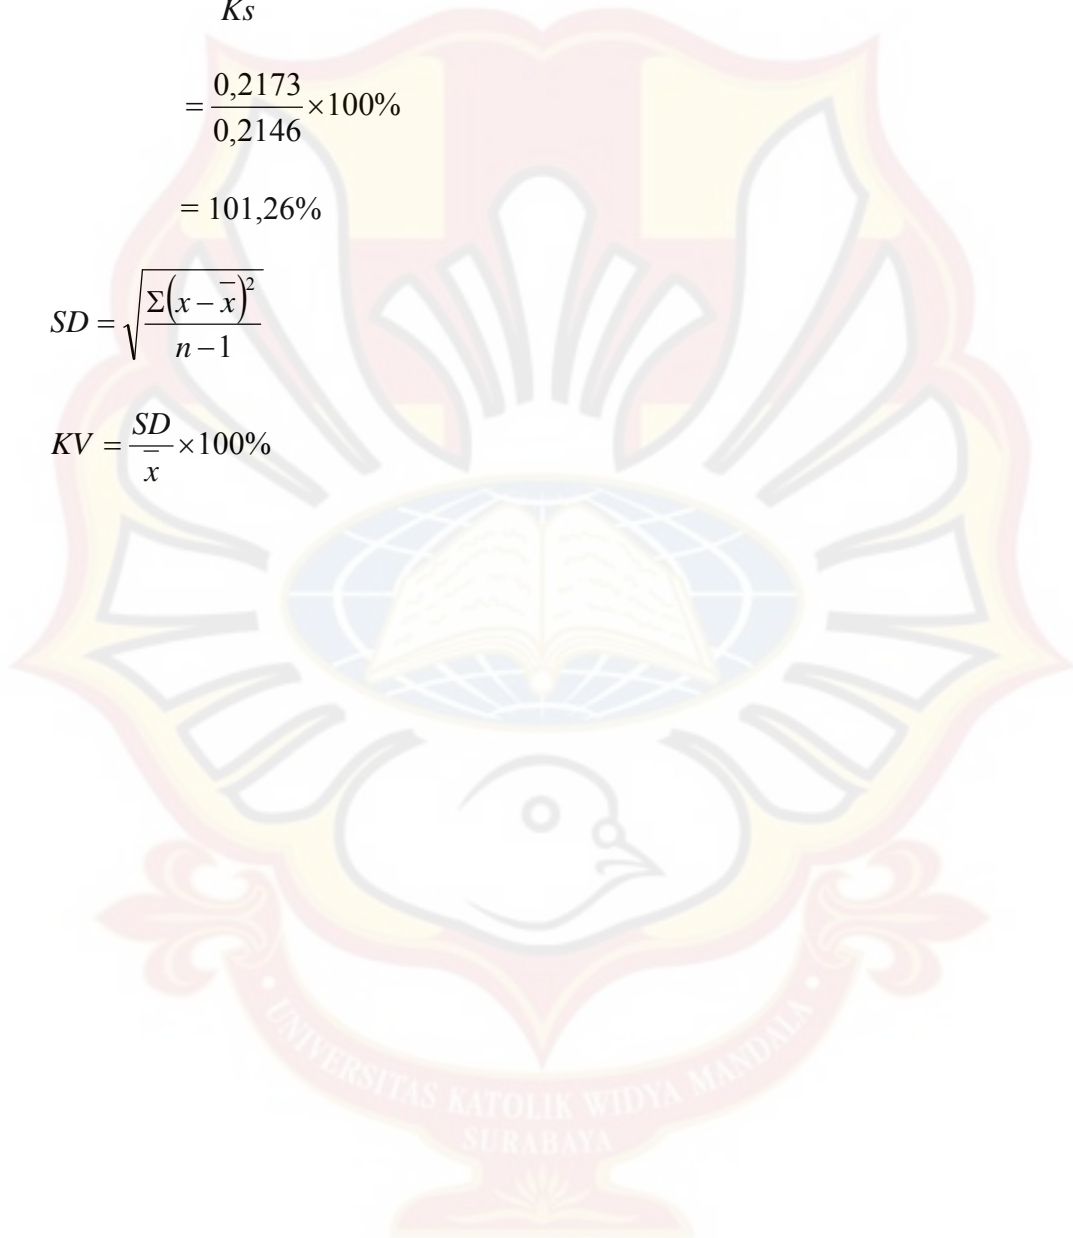 Ks
= 0,2173 / 0,2146 ×100%
= 101,26%
SD = √(Σ(x − x̄)² / (n − 1))
KV = SD / x̄ ×100%
• UNIVERSITAS KATOLIK WIDYA MANDALA •
SURABAYA